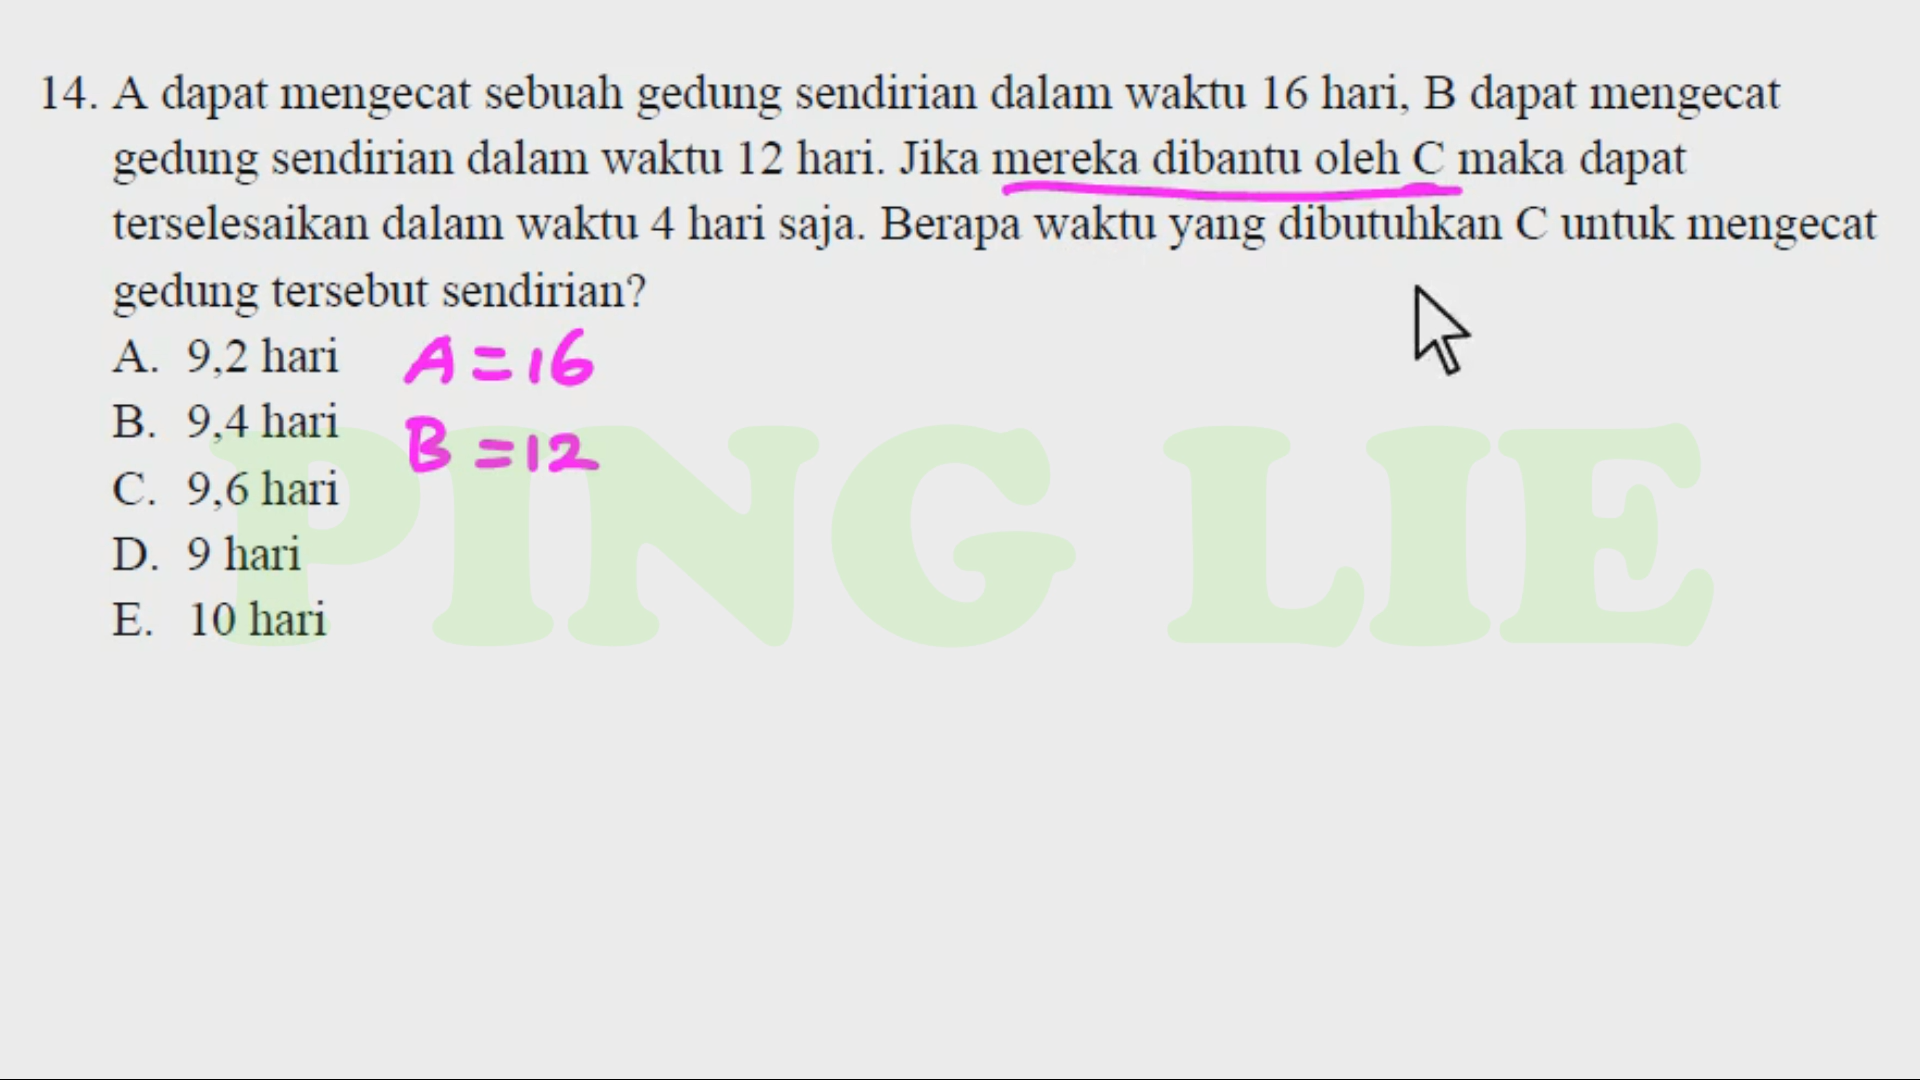 14. A dapat mengecat sebuah gedung sendirian dalam waktu 16 hari, B dapat mengecat
gedung sendirian dalam waktu 12 hari. Jika mereka dibantu oleh C maka dapat
terselesaikan dalam waktu 4 hari saja. Berapa waktu yang dibutuhkan C untuk mengecat
gedung tersebut sendirian?
A. 9,2 hari
A = 16
B. 9,4 hari
B = 12
C. 9,6 hari
D. 9 hari
E. 10 hari
PING LIE